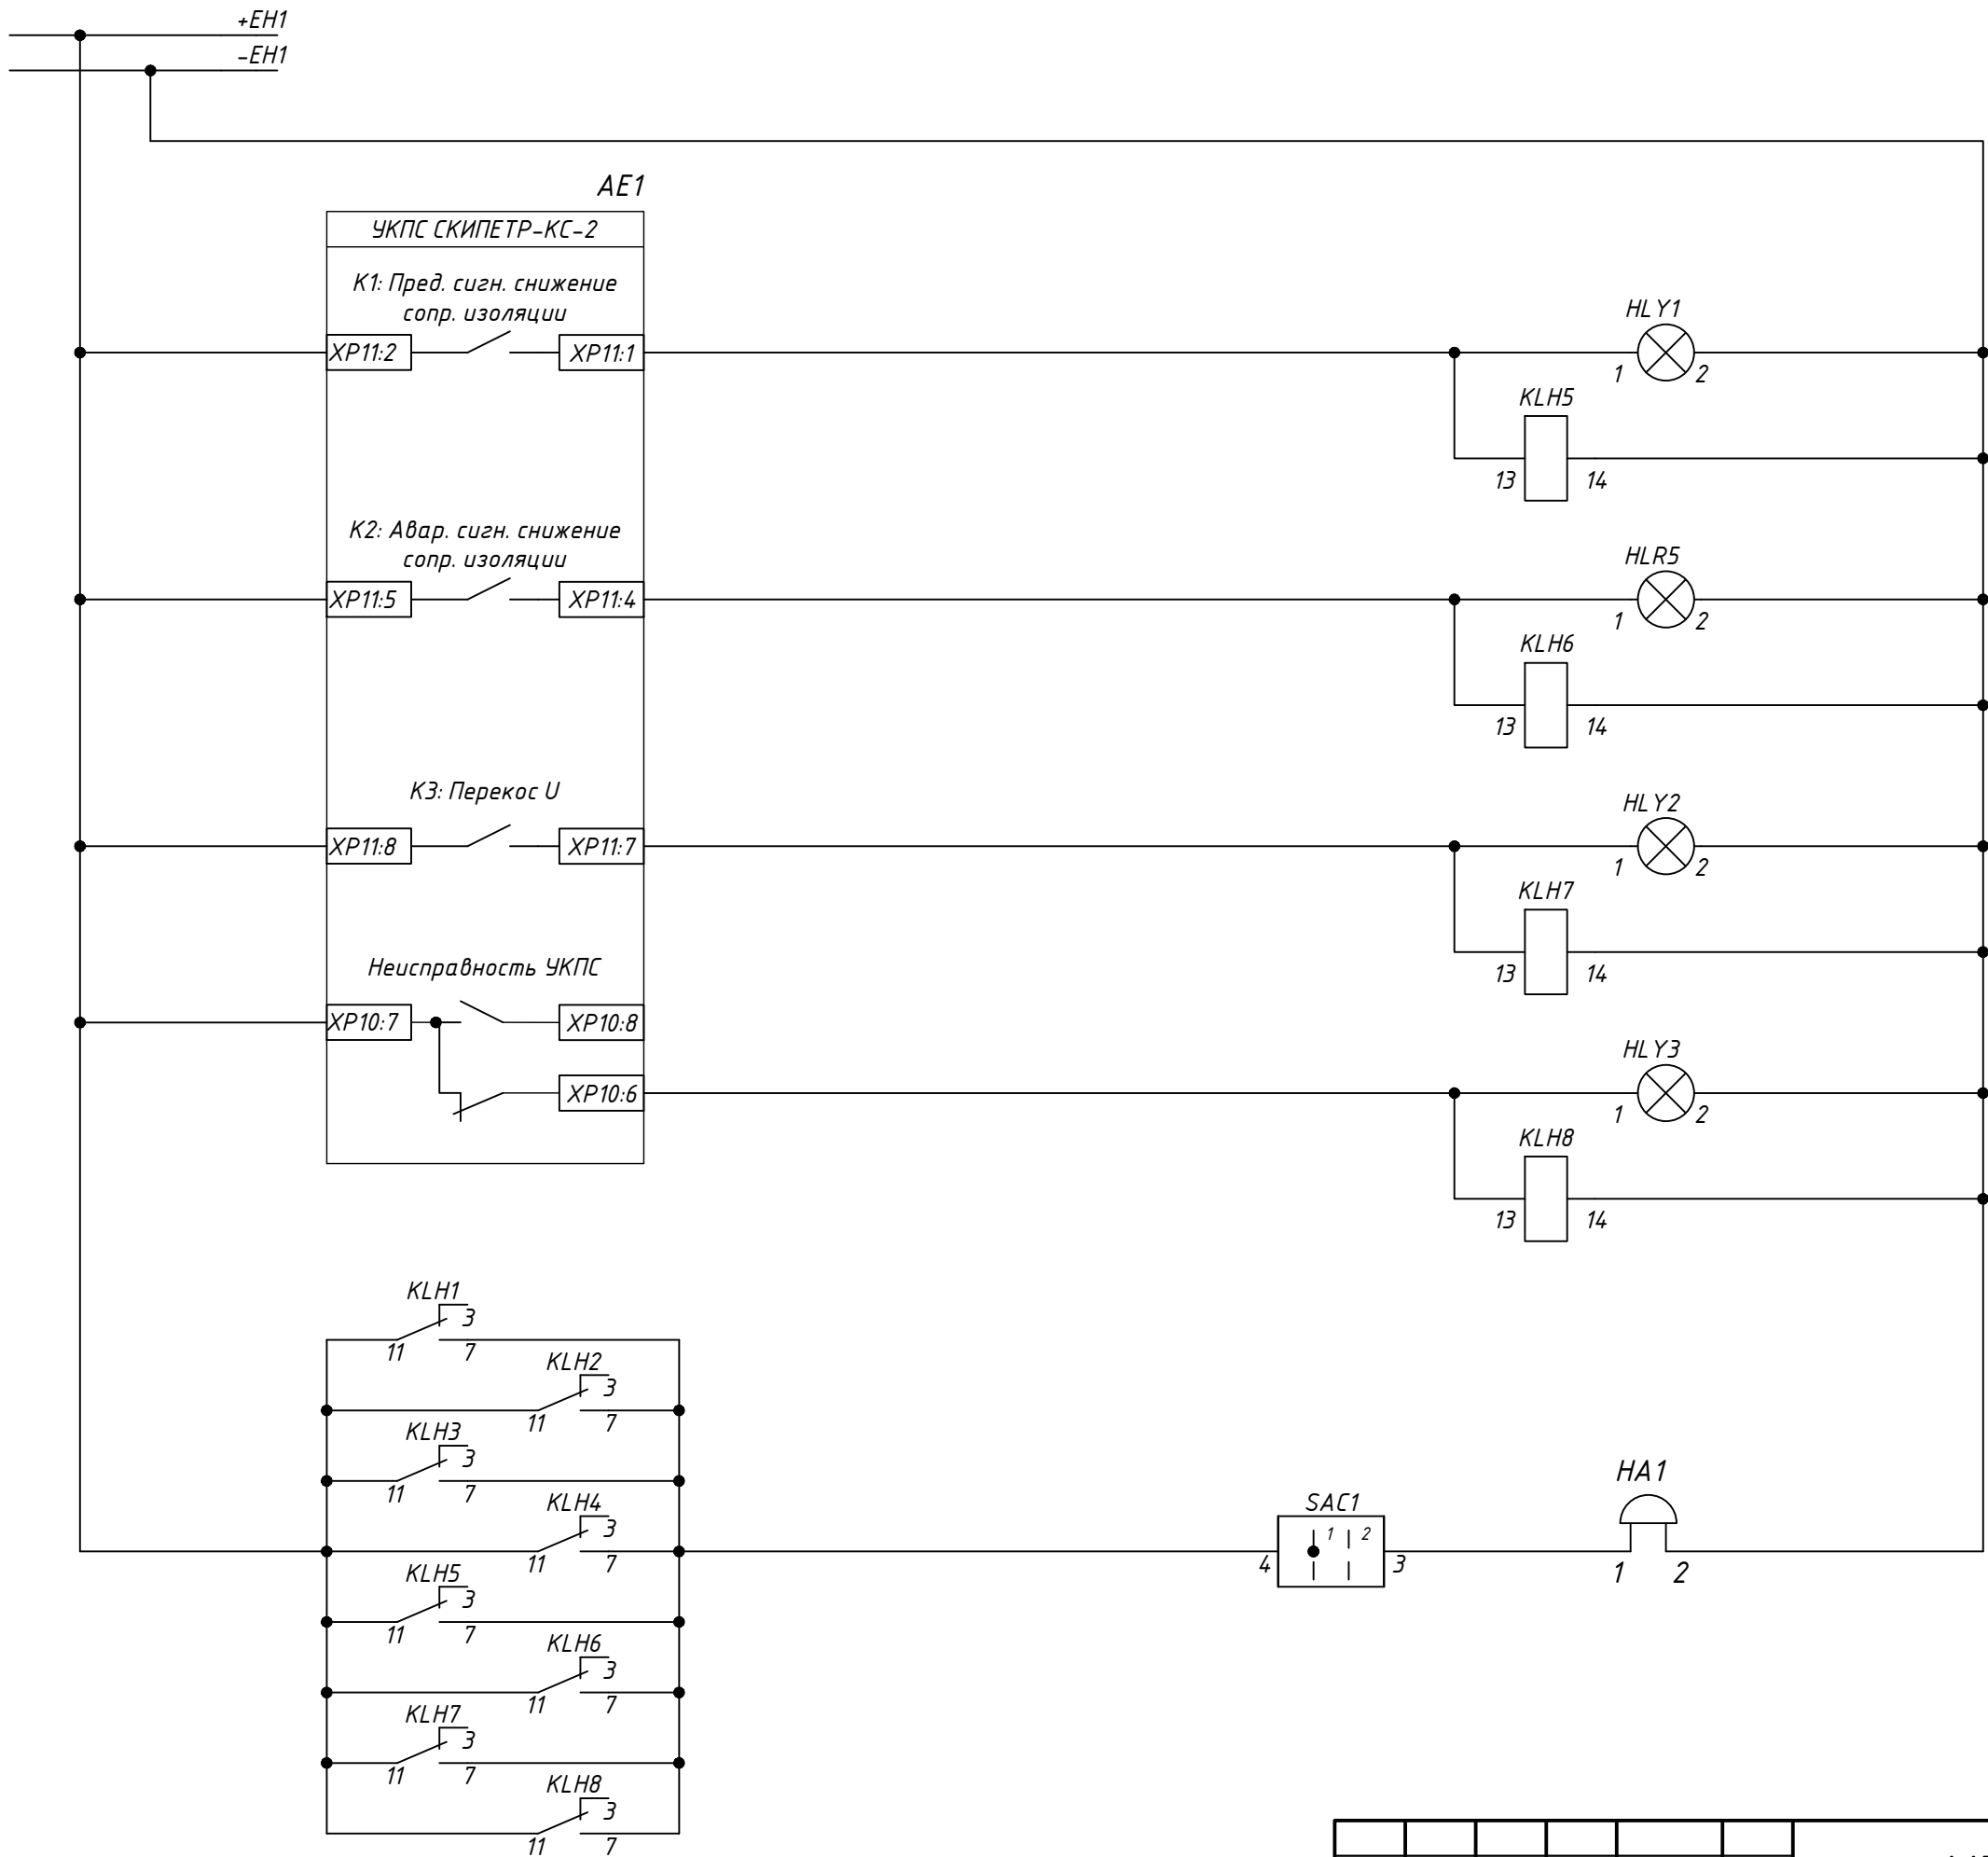 +EH1
-EH1
AE1
УКПС СКИПЕТР-КС-2
К1: Пред. сигн. снижение
сопр. изоляции
XP11:2
XP11:1
HLY1
1
2
KLH5
13
14
К2: Авар. сигн. снижение
сопр. изоляции
XP11:5
XP11:4
HLR5
1
2
KLH6
13
14
К3: Перекос U
XP11:8
XP11:7
HLY2
1
2
KLH7
13
14
Неисправность УКПС
XP10:7
XP10:8
XP10:6
HLY3
1
2
KLH8
13
14
KLH1
3
11
7
KLH2
3
11
7
KLH3
3
11
7
KLH4
3
11
7
SAC1
1
2
4
3
HA1
1
2
KLH5
3
11
7
KLH6
3
11
7
KLH7
3
11
7
KLH8
3
11
7